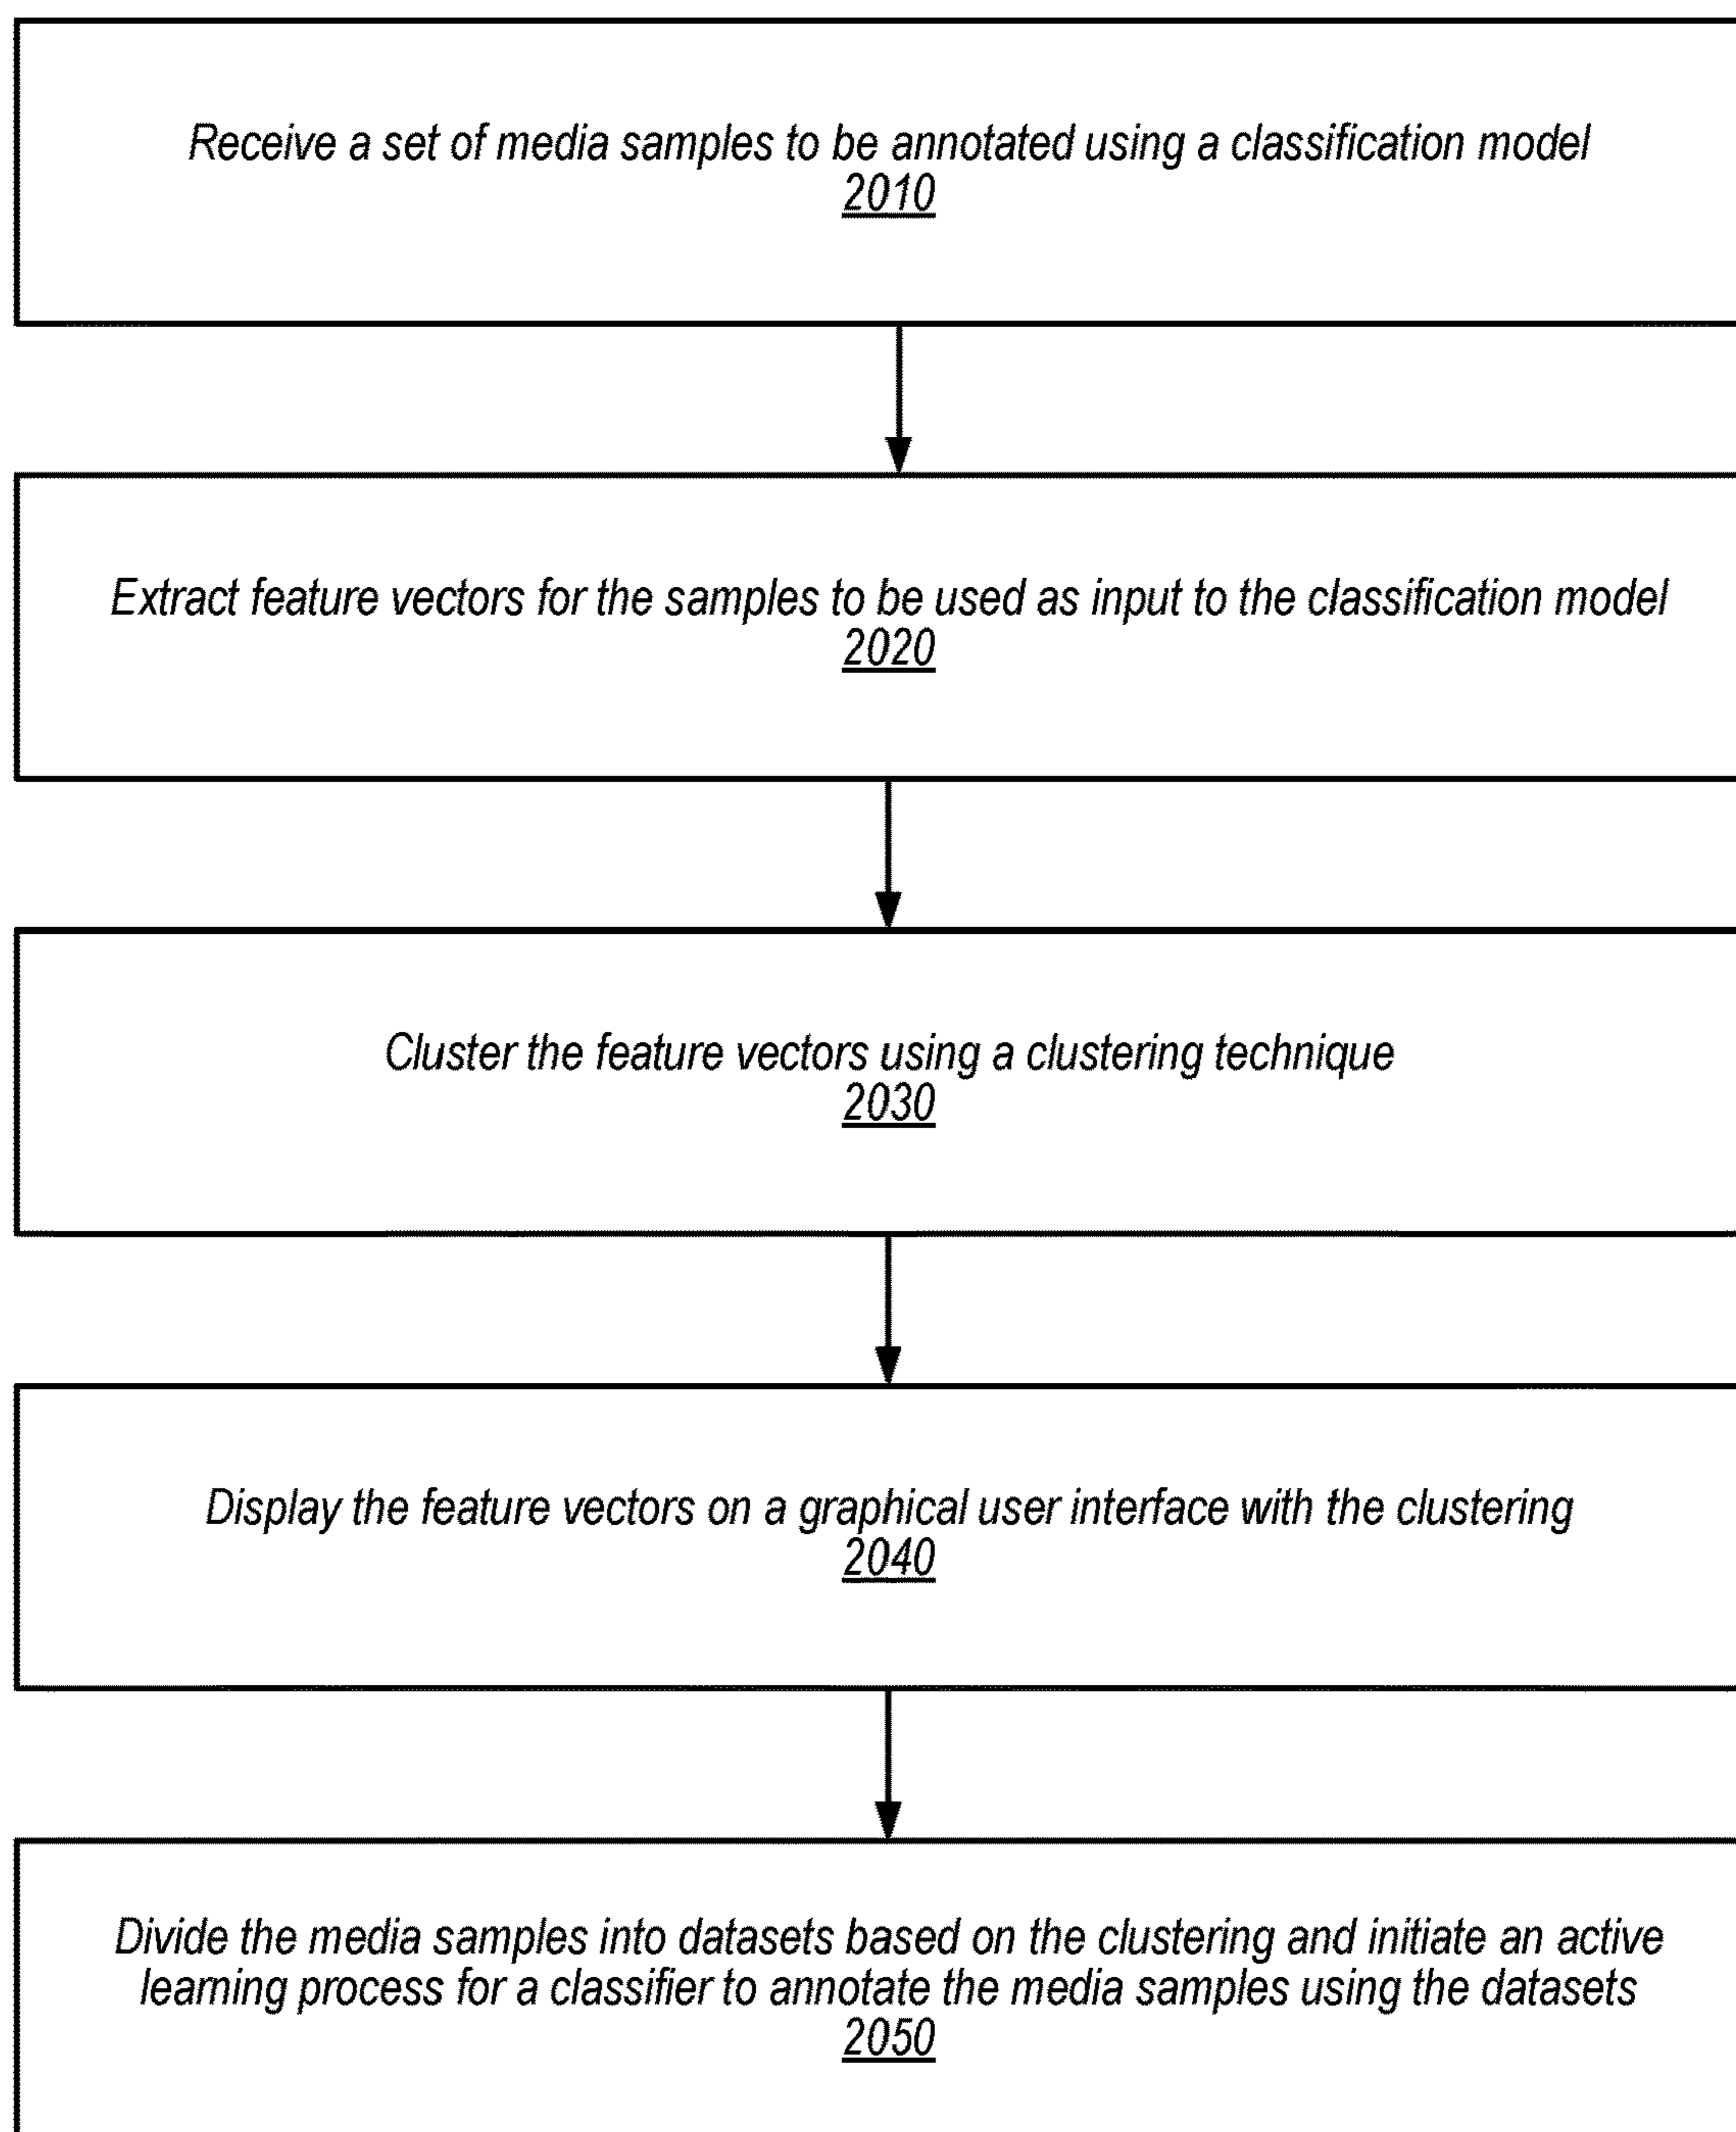 Receive a set of media samples to be annotated using a classification model
2010
Extract feature vectors for the samples to be used as input to the classification model
2020
Cluster the feature vectors using a clustering technique
2030
Display the feature vectors on a graphical user interface with the clustering
2040
Divide the media samples into datasets based on the clustering and initiate an active
learning process for a classifier to annotate the media samples using the datasets
2050